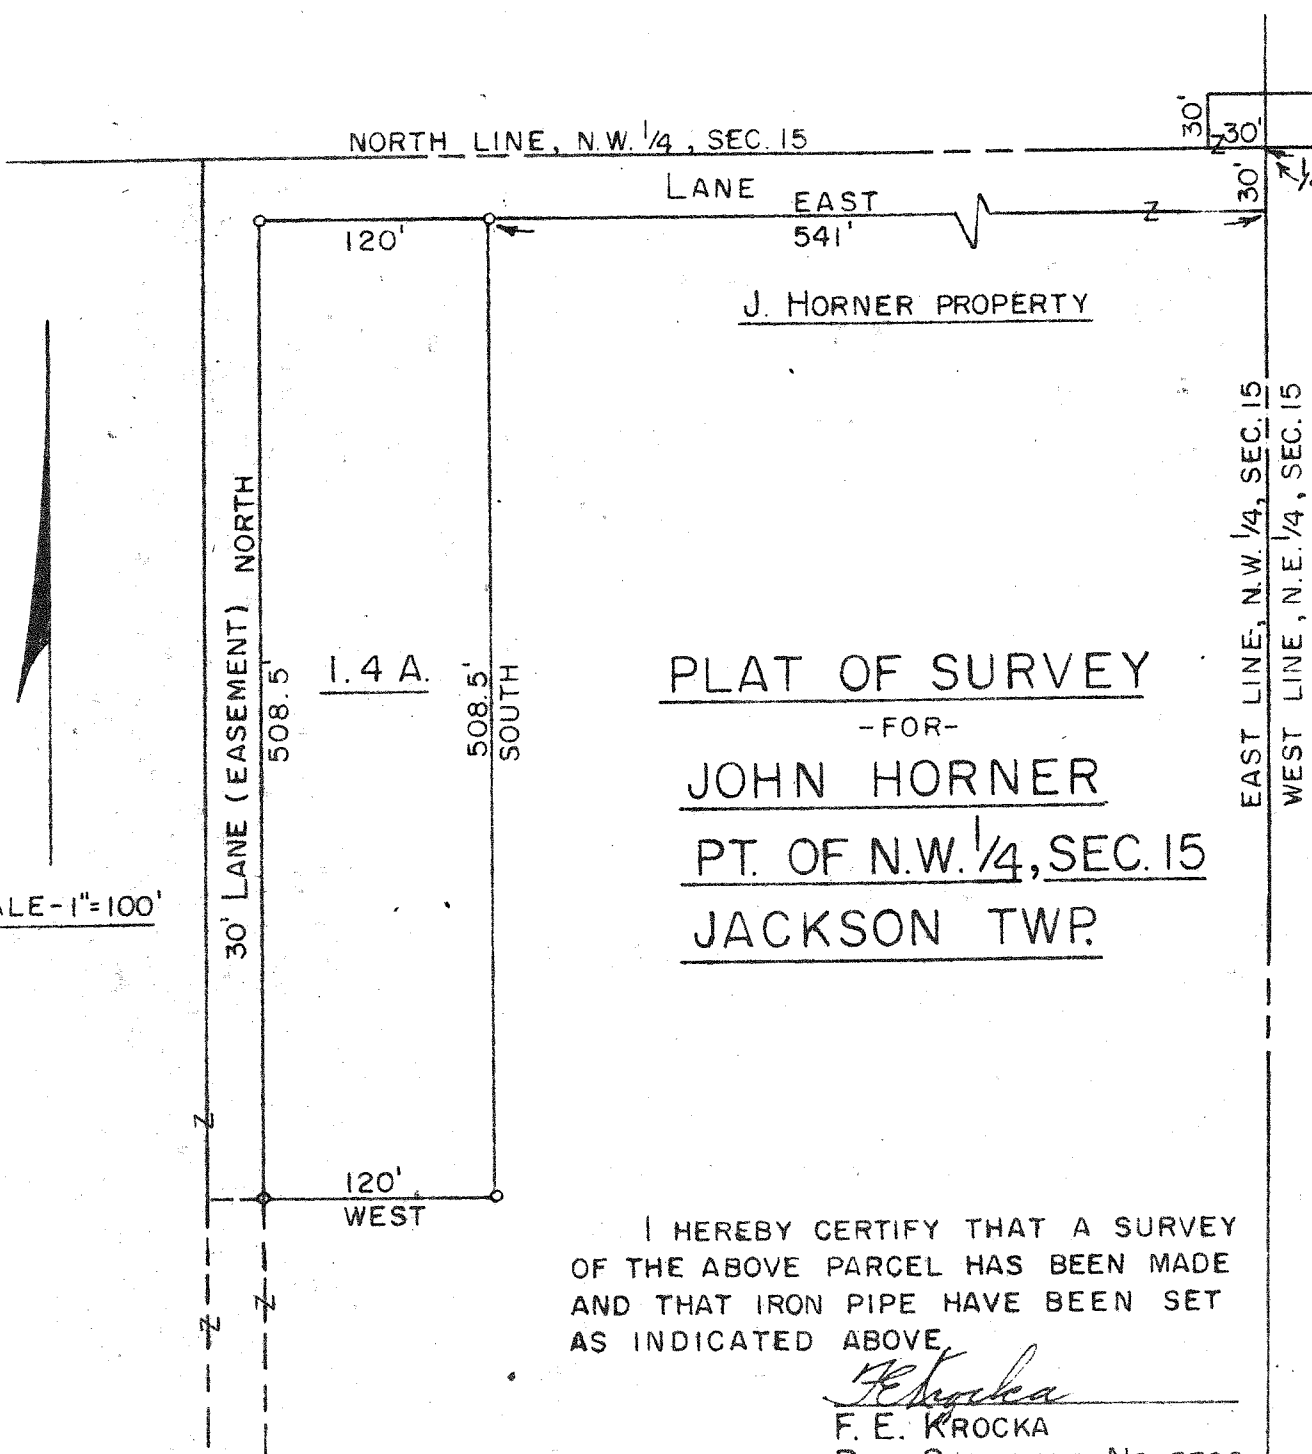 NORTH LINE, N.W. 1/4, SEC. 15
30'
30'
30'
LANE
EAST
541'
120'
J. HORNER PROPERTY
30' LANE (EASEMENT) NORTH
508.5'
1.4 A.
508.5'
SOUTH
EAST LINE, N.W. 1/4, SEC. 15
WEST LINE, N.E. 1/4, SEC. 15
PLAT OF SURVEY
-FOR-
JOHN HORNER
PT. OF N.W. 1/4, SEC. 15
JACKSON TWP.
ALE-1"=100'
120'
WEST
I HEREBY CERTIFY THAT A SURVEY
OF THE ABOVE PARCEL HAS BEEN MADE
AND THAT IRON PIPE HAVE BEEN SET
AS INDICATED ABOVE
F E Krocka
F. E. KROCKA